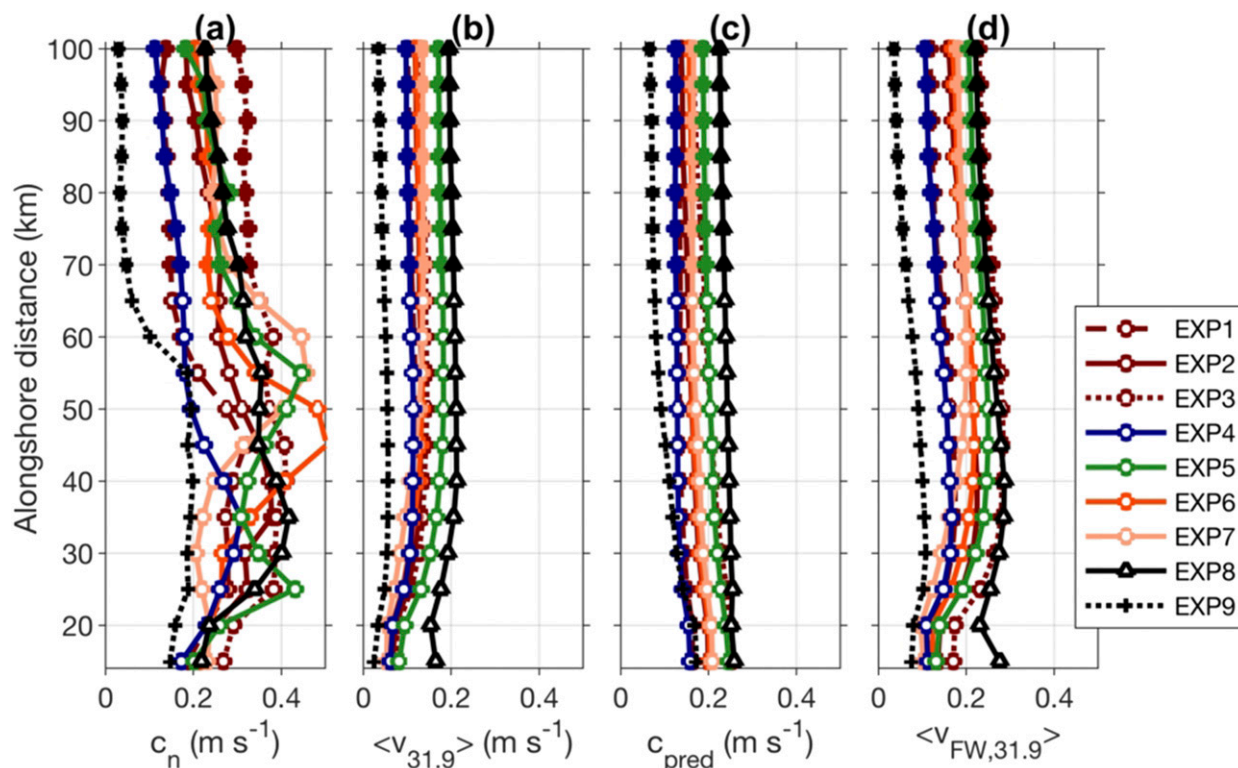 (a) (b) (c) (d)
100
90
80
70
60
50
40
30
20
Alongshore distance (km)
0 0.2 0.4 0 0.2 0.4 0 0.2 0.4 0 0.2 0.4
c_n (m s^-1) <v_31.9> (m s^-1) c_pred (m s^-1) <v_FW,31.9>
EXP1
EXP2
EXP3
EXP4
EXP5
EXP6
EXP7
EXP8
EXP9